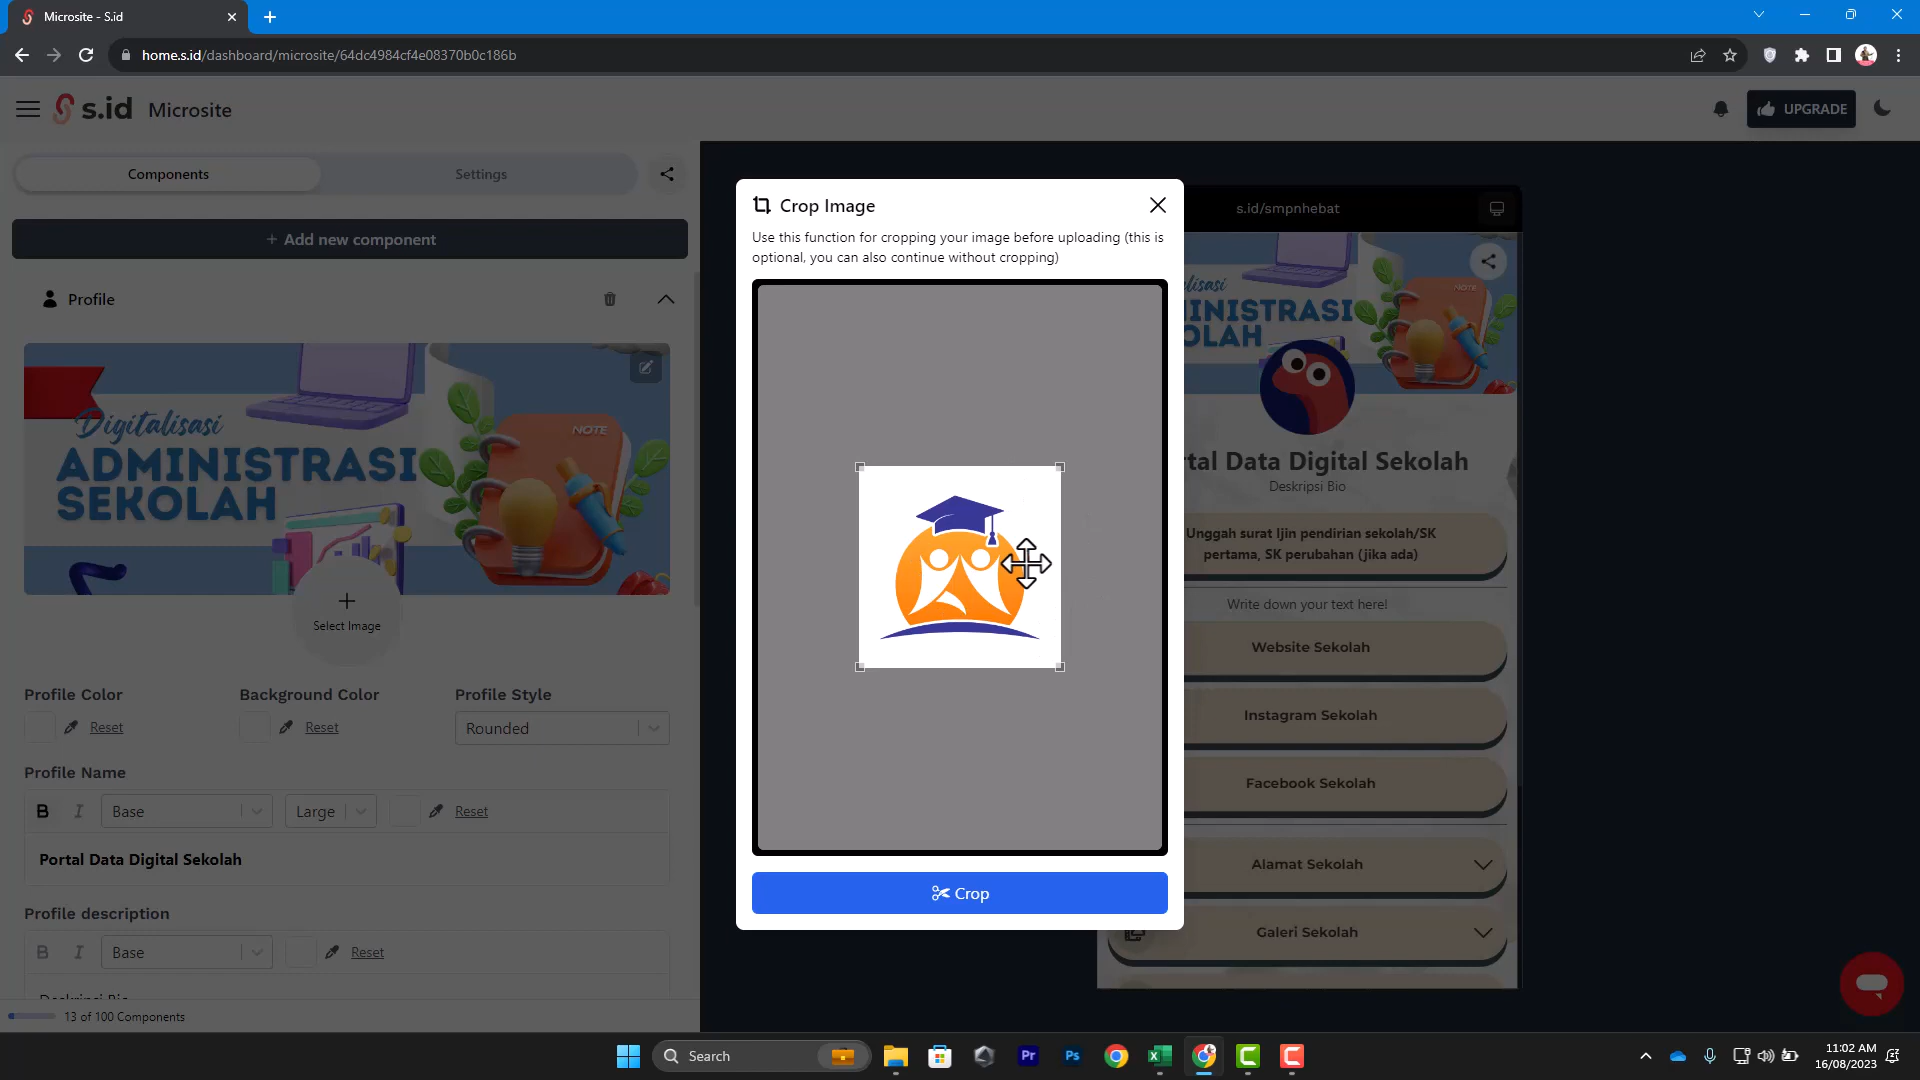 Microsite - S.id
home.s.id/dashboard/microsite/64dc4984cf4e08370b0c186b
s.id Microsite
UPGRADE
Components
Settings
+ Add new component
Profile
Digitalisasi
ADMINISTRASI
SEKOLAH
NOTE
Select Image
Profile Color
Background Color
Profile Style
Reset
Reset
Rounded
Profile Name
B I Base Large Reset
Portal Data Digital Sekolah
Profile description
B I Base Reset
Deskripsi Bio
13 of 100 Components
Crop Image
Use this function for cropping your image before uploading (this is
optional, you can also continue without cropping)
Crop
s.id/smpnhebat
NOTE
tal Data Digital Sekolah
Deskripsi Bio
Unggah surat Ijin pendirian sekolah/SK
pertama, SK perubahan (jika ada)
Write down your text here!
Website Sekolah
Instagram Sekolah
Facebook Sekolah
Alamat Sekolah
Galeri Sekolah
Search
Pr
Ps
11:02 AM
16/08/2023